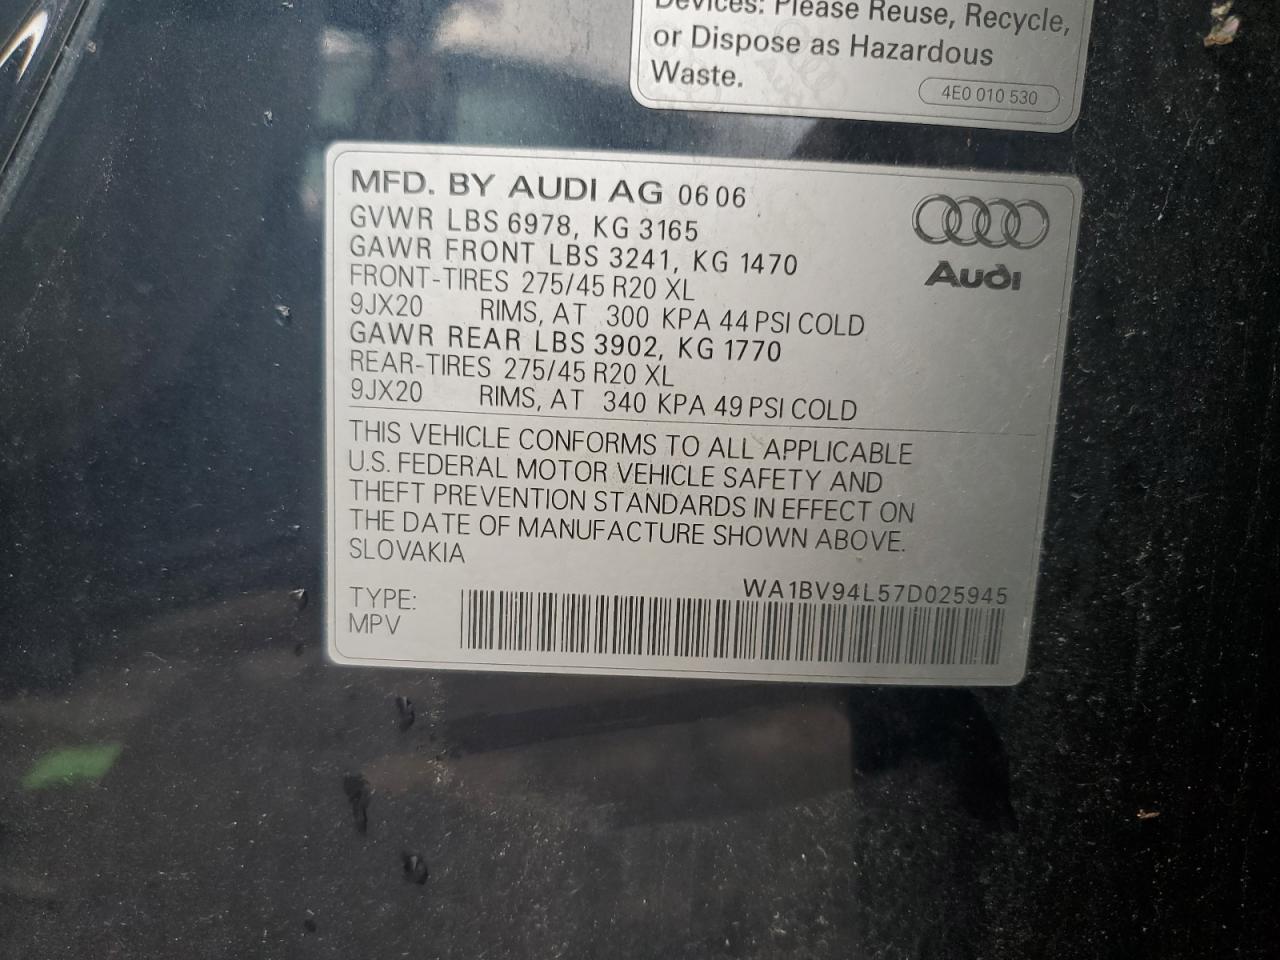 Devices: Please Reuse, Recycle,
or Dispose as Hazardous
Waste.
4E0 010 530
MFD. BY AUDI AG 06 06
GVWR LBS 6978, KG 3165
GAWR FRONT LBS 3241, KG 1470
FRONT-TIRES 275/45 R20 XL
9JX20 RIMS, AT 300 KPA 44 PSI COLD
GAWR REAR LBS 3902, KG 1770
REAR-TIRES 275/45 R20 XL
9JX20 RIMS, AT 340 KPA 49 PSI COLD
Audi
THIS VEHICLE CONFORMS TO ALL APPLICABLE
U.S. FEDERAL MOTOR VEHICLE SAFETY AND
THEFT PREVENTION STANDARDS IN EFFECT ON
THE DATE OF MANUFACTURE SHOWN ABOVE.
SLOVAKIA
WA1BV94L57D025945
TYPE:
MPV